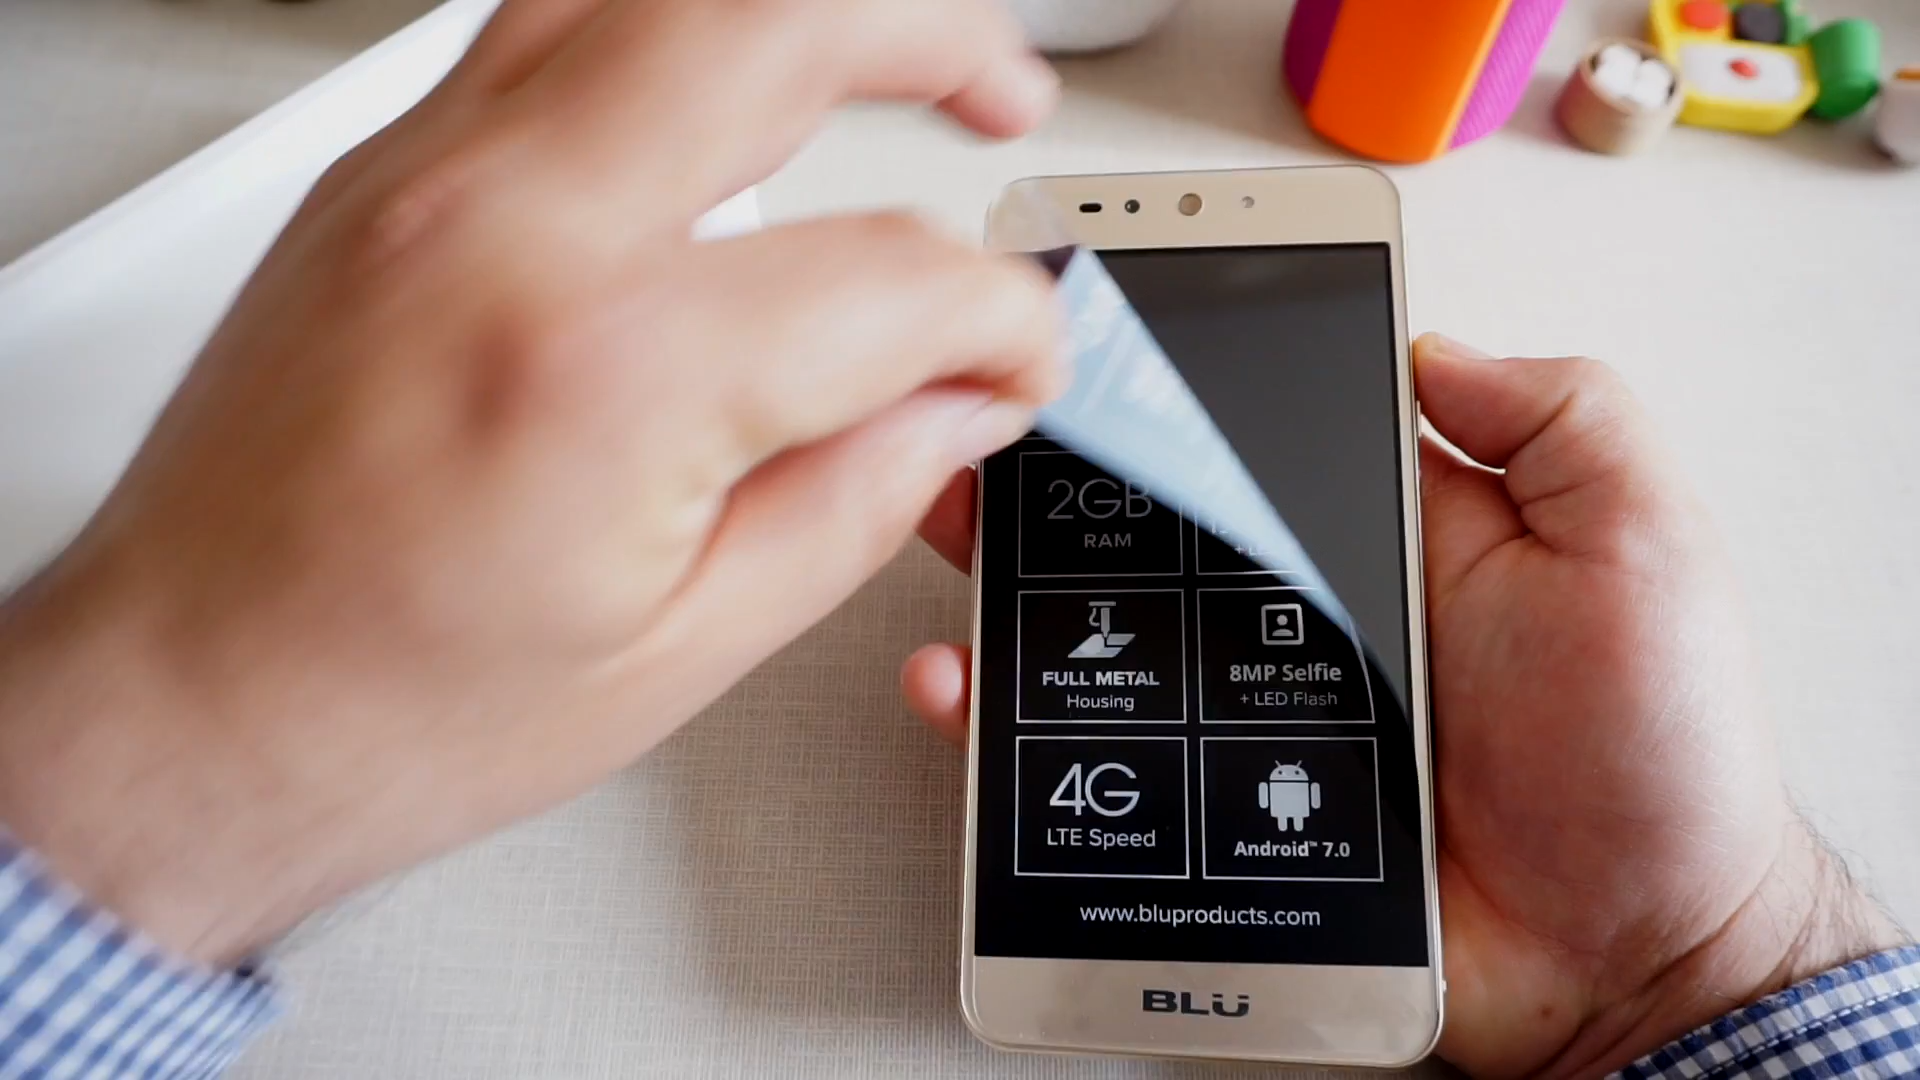 2GB
RAM
FULL METAL
Housing
8MP Selfie
+ LED Flash
4G
LTE Speed
Android™ 7.0
www.bluproducts.com
BLU